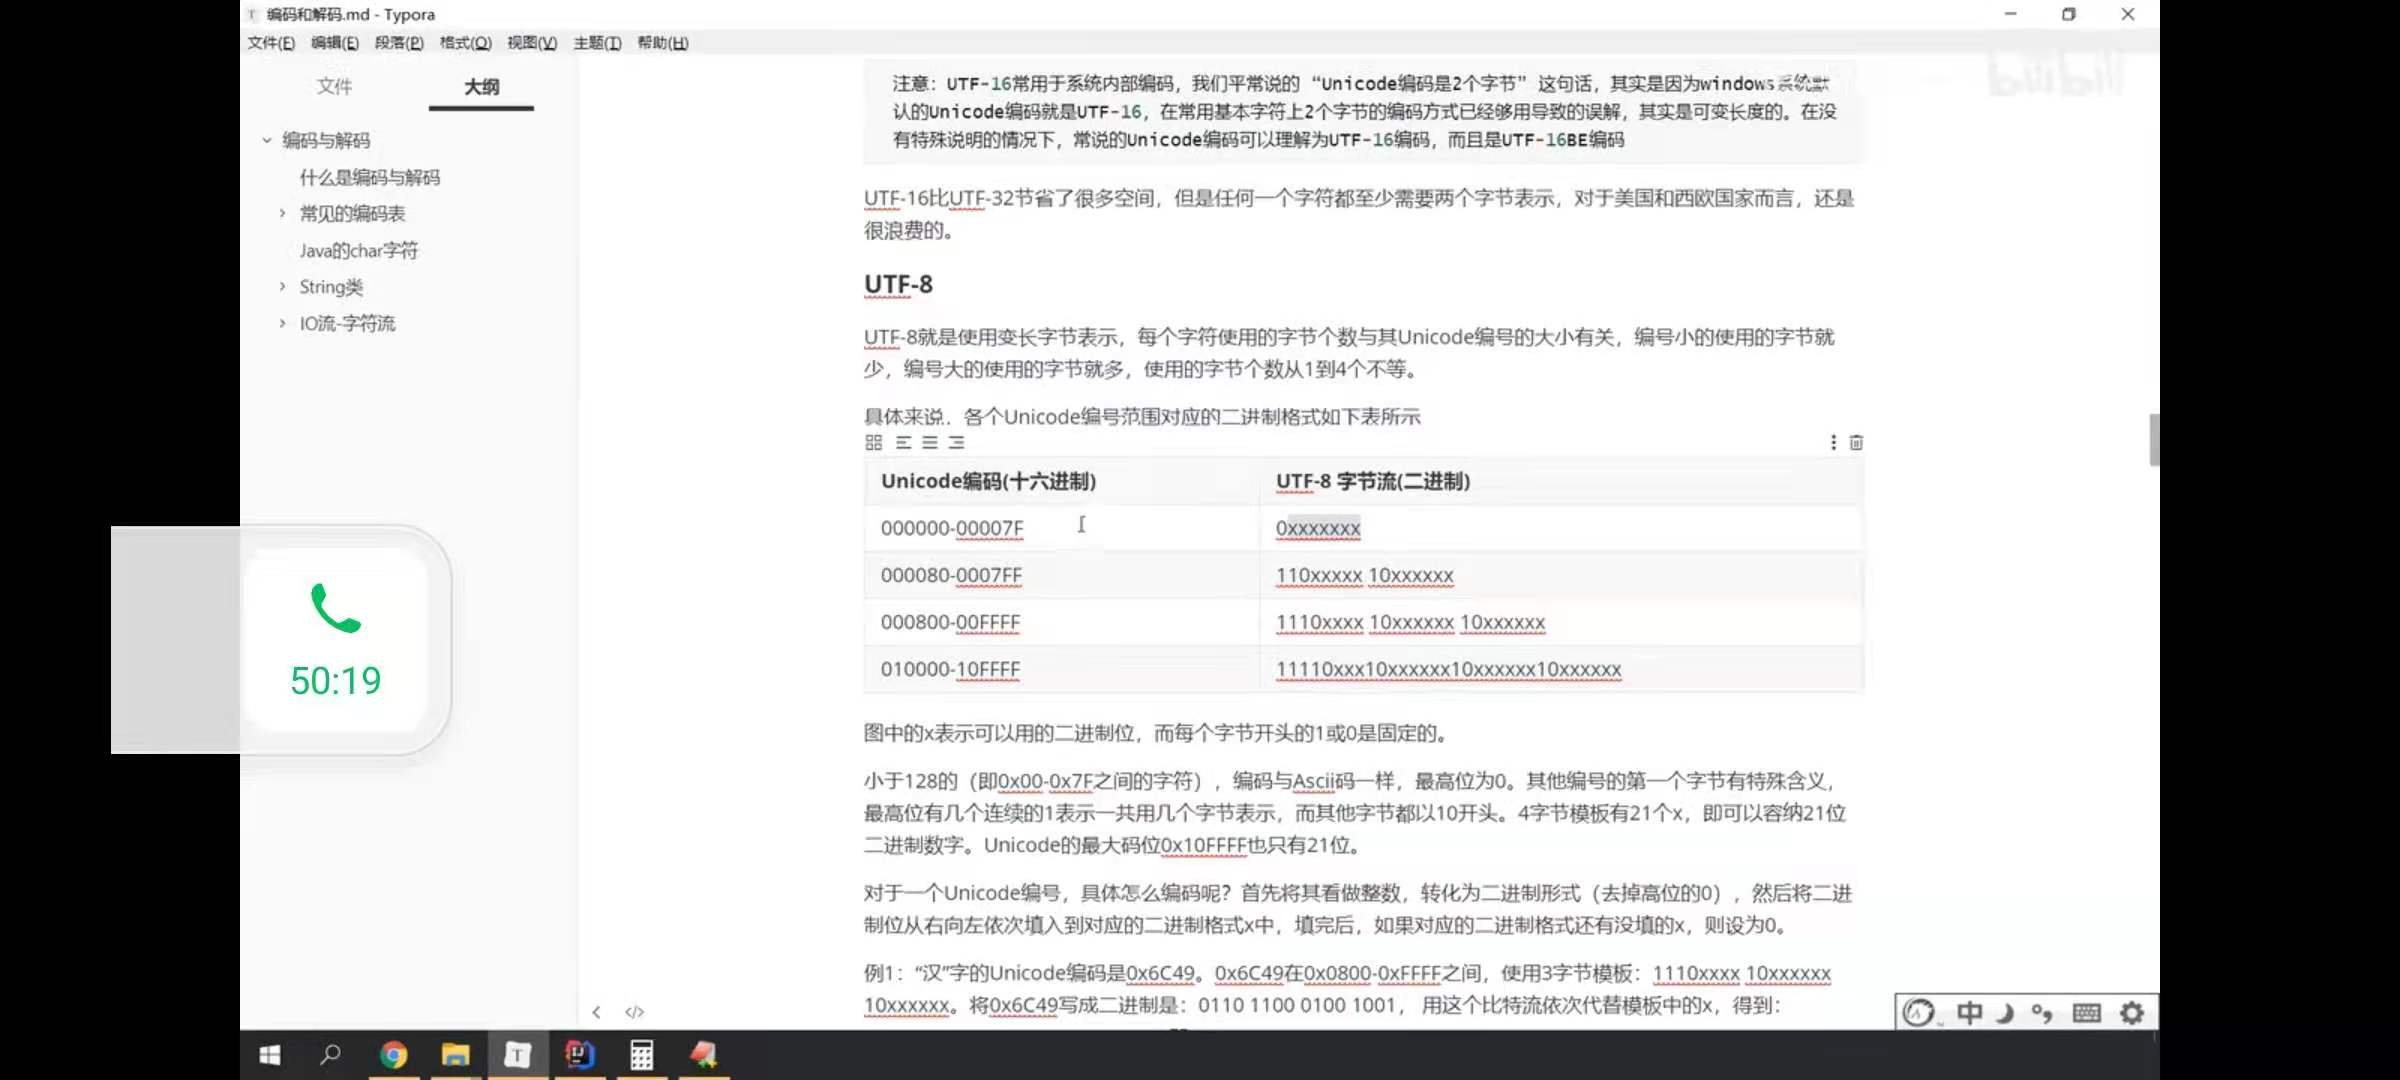 编码和解码.md - Typora
文件(F) 编辑(E) 段落(P) 格式(O) 视图(V) 主题(T) 帮助(H)
文件 大纲
编码与解码
什么是编码与解码
常见的编码表
Java的char字符
String类
IO流-字符流
bilibili
注意：UTF-16常用于系统内部编码，我们平常说的 “Unicode编码是2个字节” 这句话，其实是因为windows系统默
认的Unicode编码就是UTF-16，在常用基本字符上2个字节的编码方式已经够用导致的误解，其实是可变长度的。在没
有特殊说明的情况下，常说的Unicode编码可以理解为UTF-16编码，而且是UTF-16BE编码
UTF-16比UTF-32节省了很多空间，但是任何一个字符都至少需要两个字节表示，对于美国和西欧国家而言，还是
很浪费的。
UTF-8
UTF-8就是使用变长字节表示，每个字符使用的字节个数与其Unicode编号的大小有关，编号小的使用的字节就
少，编号大的使用的字节就多，使用的字节个数从1到4个不等。
具体来说，各个Unicode编号范围对应的二进制格式如下表所示
Unicode编码(十六进制) UTF-8 字节流(二进制)
000000-00007F 0xxxxxxx
000080-0007FF 110xxxxx 10xxxxxx
000800-00FFFF 1110xxxx 10xxxxxx 10xxxxxx
010000-10FFFF 11110xxx10xxxxxx10xxxxxx10xxxxxx
图中的x表示可以用的二进制位，而每个字节开头的1或0是固定的。
小于128的（即0x00-0x7F之间的字符），编码与Ascii码一样，最高位为0。其他编号的第一个字节有特殊含义，
最高位有几个连续的1表示一共用几个字节表示，而其他字节都以10开头。4字节模板有21个x，即可以容纳21位
二进制数字。Unicode的最大码位0x10FFFF也只有21位。
对于一个Unicode编号，具体怎么编码呢？首先将其看做整数，转化为二进制形式（去掉高位的0），然后将二进
制位从右向左依次填入到对应的二进制格式x中，填完后，如果对应的二进制格式还有没填的x，则设为0。
例1：“汉”字的Unicode编码是0x6C49。0x6C49在0x0800-0xFFFF之间，使用3字节模板：1110xxxx 10xxxxxx
10xxxxxx。将0x6C49写成二进制是：0110 1100 0100 1001， 用这个比特流依次代替模板中的x，得到：
50:19
中